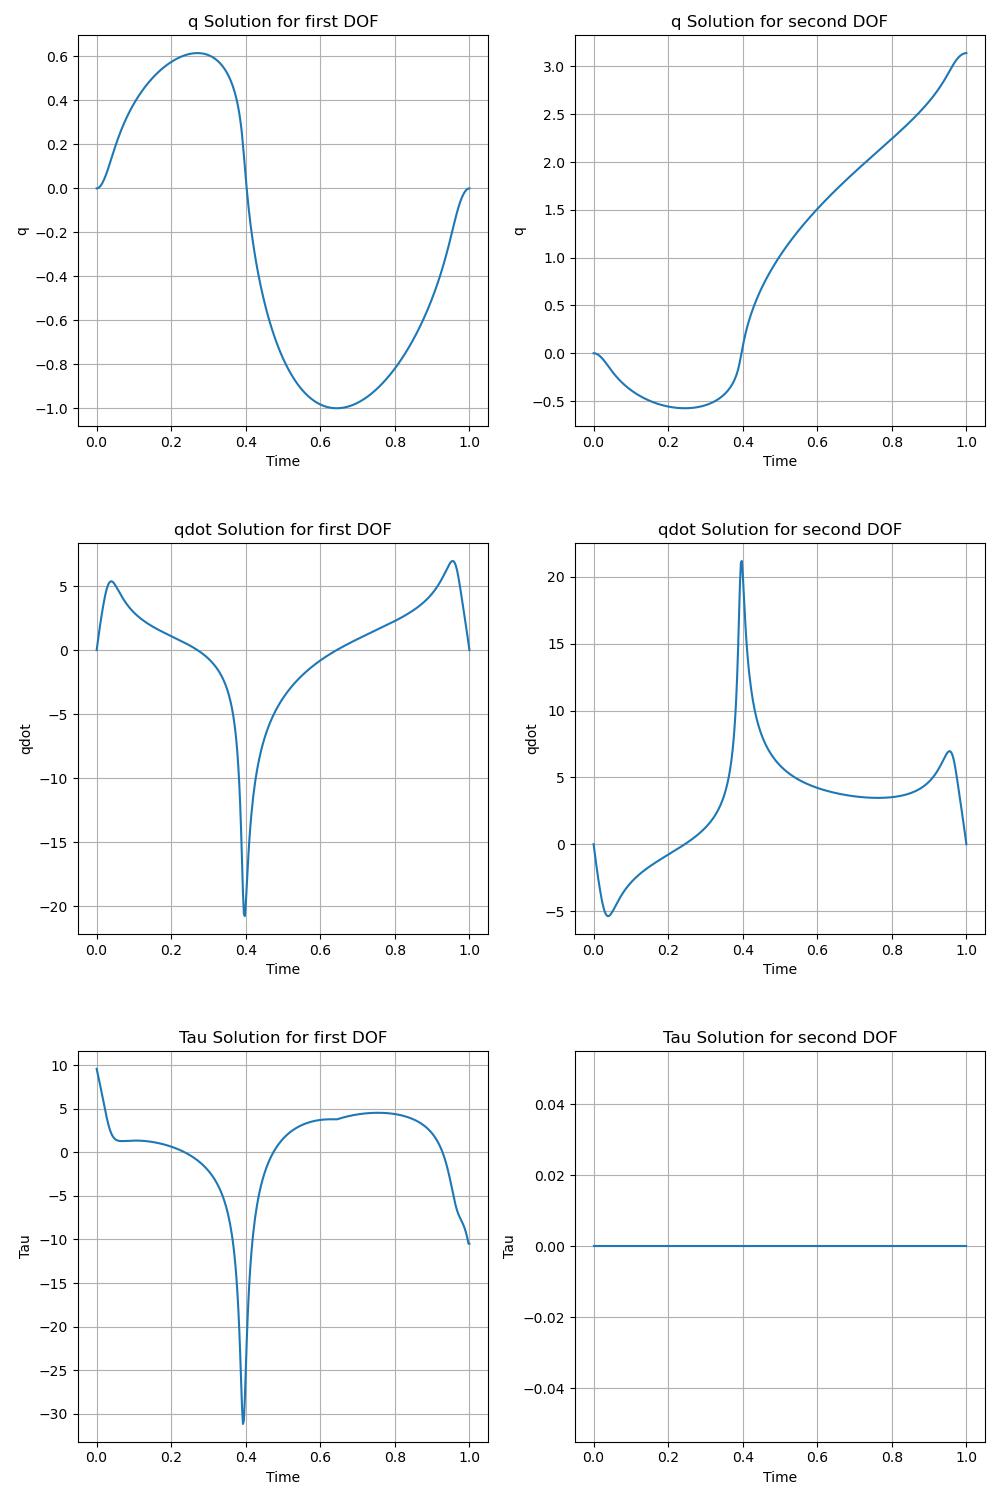 q Solution for first DOF
q
0.6
0.4
0.2
0.0
−0.2
−0.4
−0.6
−0.8
−1.0
0.0 0.2 0.4 0.6 0.8 1.0
Time
q Solution for second DOF
q
3.0
2.5
2.0
1.5
1.0
0.5
0.0
−0.5
0.0 0.2 0.4 0.6 0.8 1.0
Time
qdot Solution for first DOF
qdot
5
0
−5
−10
−15
−20
0.0 0.2 0.4 0.6 0.8 1.0
Time
qdot Solution for second DOF
qdot
20
15
10
5
0
−5
0.0 0.2 0.4 0.6 0.8 1.0
Time
Tau Solution for first DOF
Tau
10
5
0
−5
−10
−15
−20
−25
−30
0.0 0.2 0.4 0.6 0.8 1.0
Time
Tau Solution for second DOF
Tau
0.04
0.02
0.00
−0.02
−0.04
0.0 0.2 0.4 0.6 0.8 1.0
Time